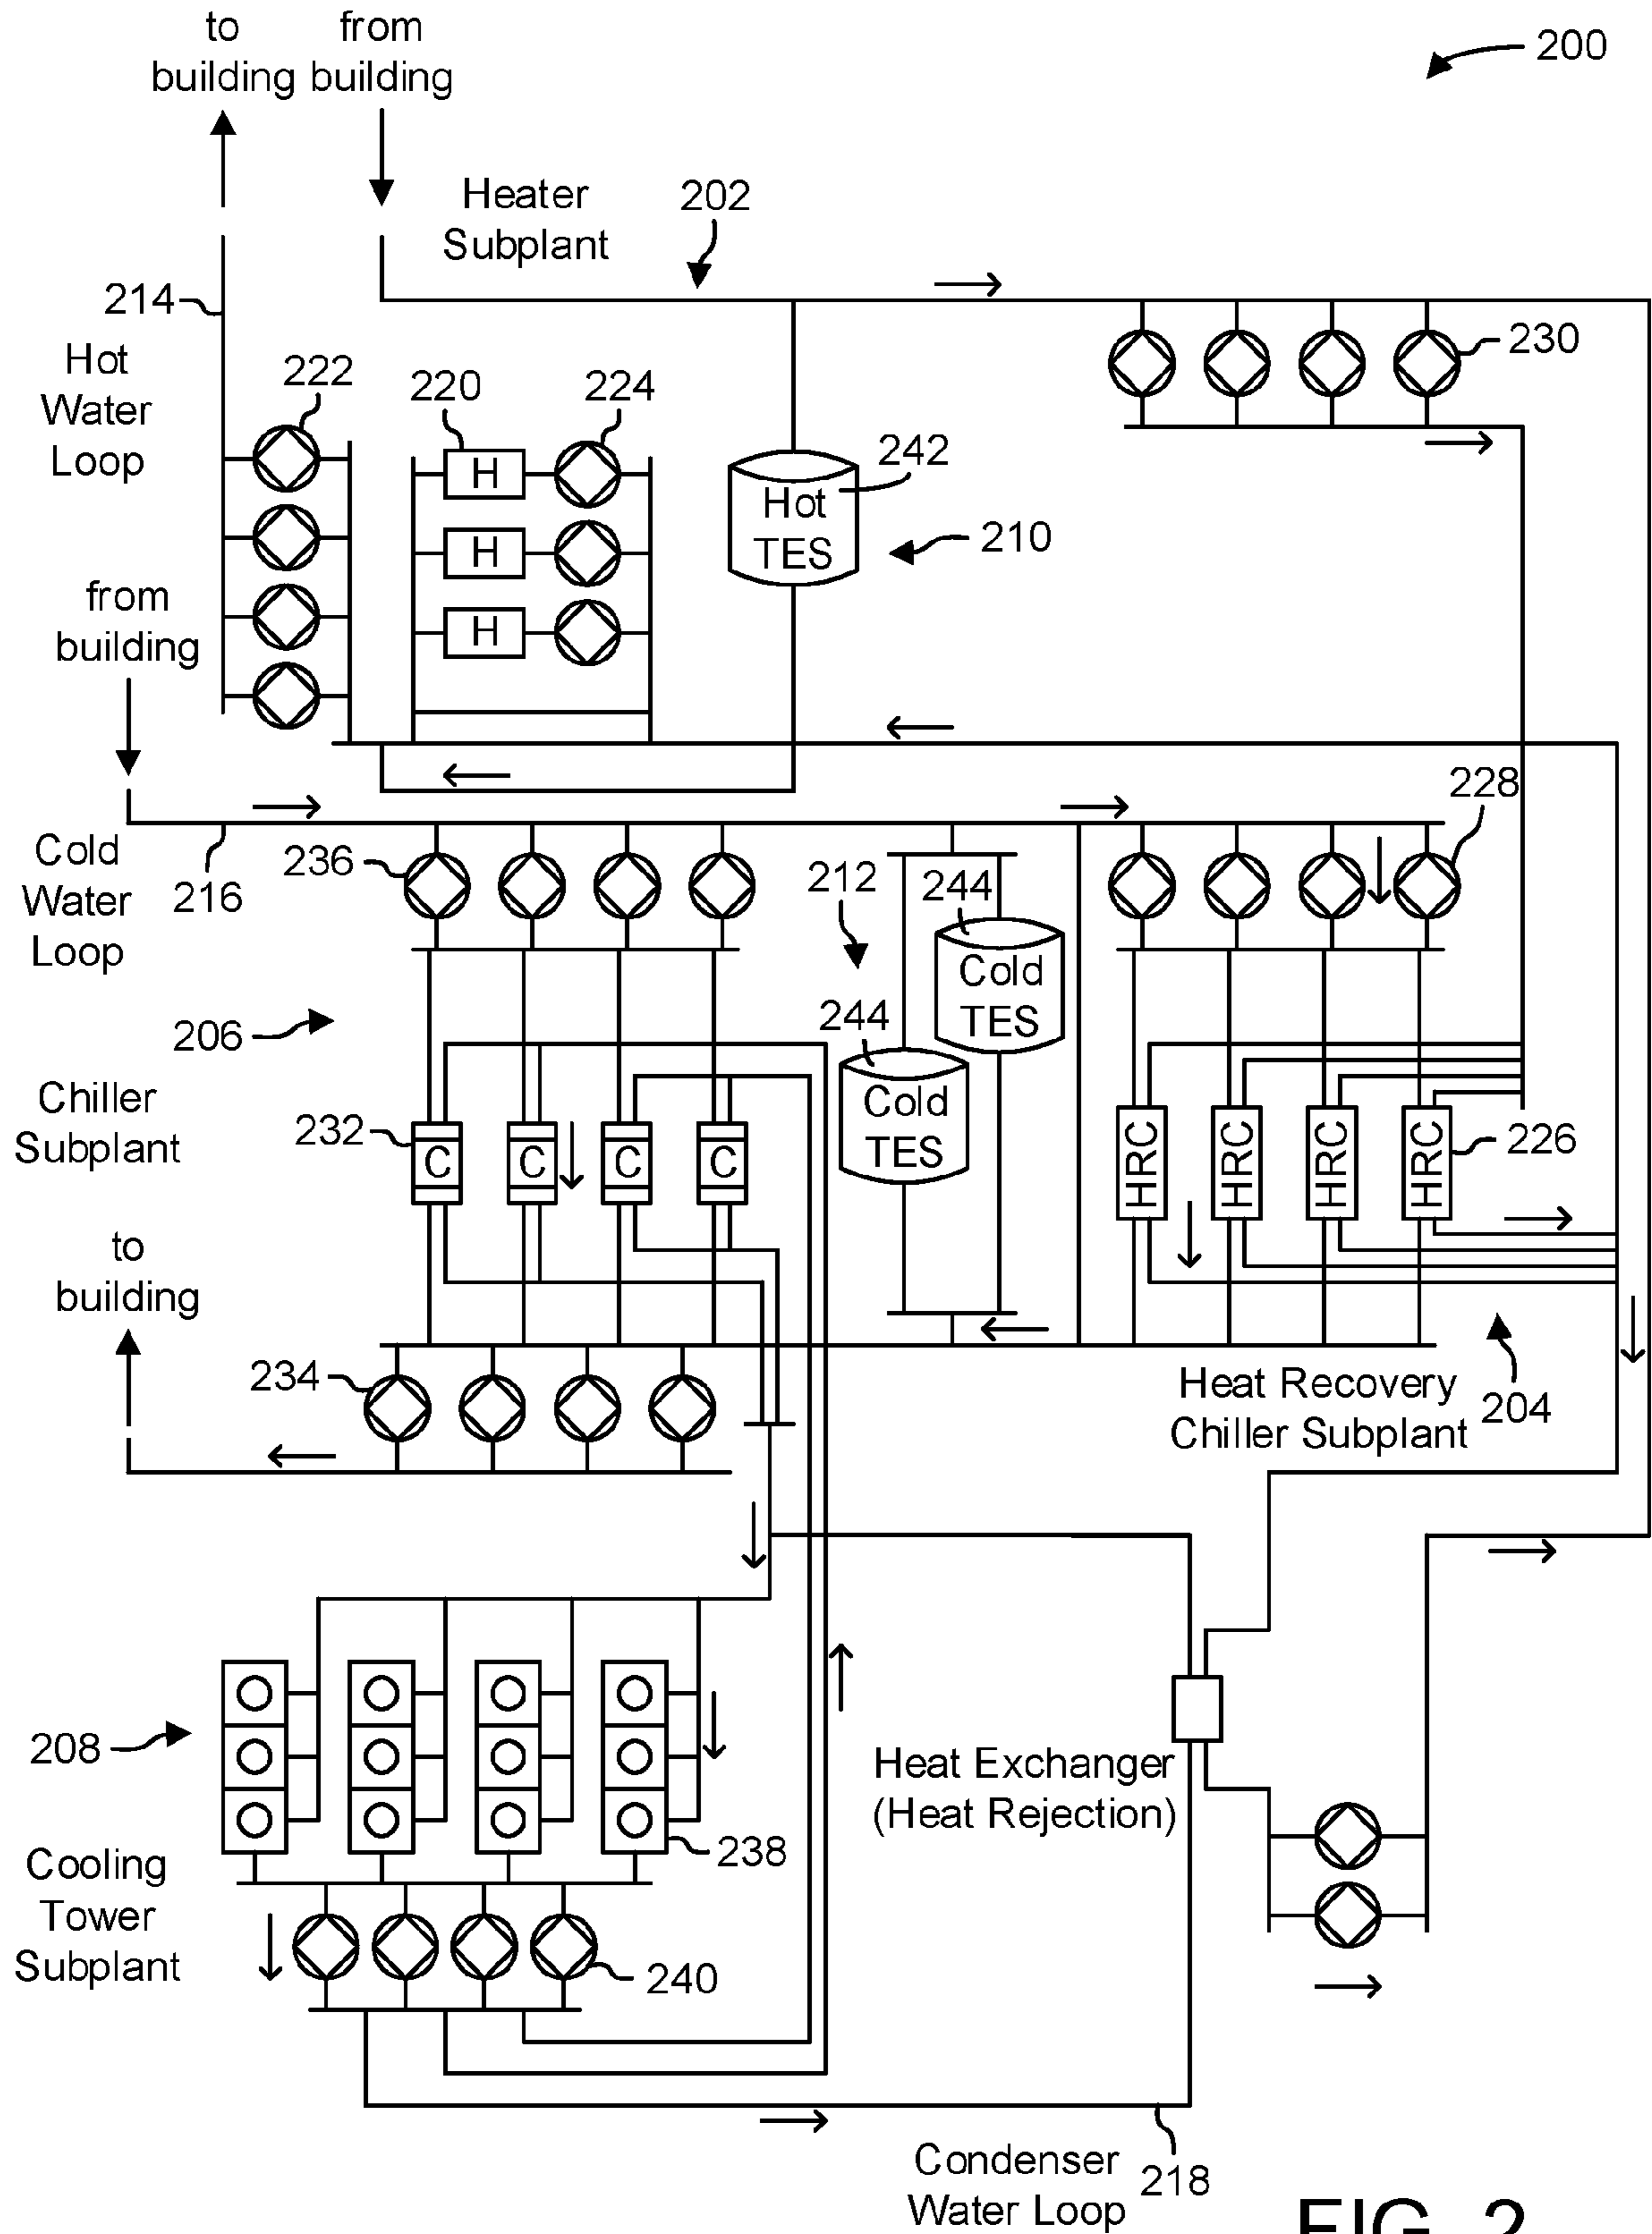 to
building
from
building
200
Heater
Subplant
202
214
Hot
Water
Loop
222
220
224
H
H
H
230
242
Hot
TES
210
from
building
228
Cold
Water
Loop
216
236
212
244
Cold
TES
244
Cold
TES
206
Chiller
Subplant
232
C
C
C
C
HRC
HRC
HRC
HRC
226
to
building
234
Heat Recovery
Chiller Subplant
204
208
Heat Exchanger
(Heat Rejection)
238
Cooling
Tower
Subplant
240
Condenser
Water Loop
218
FIG. 2